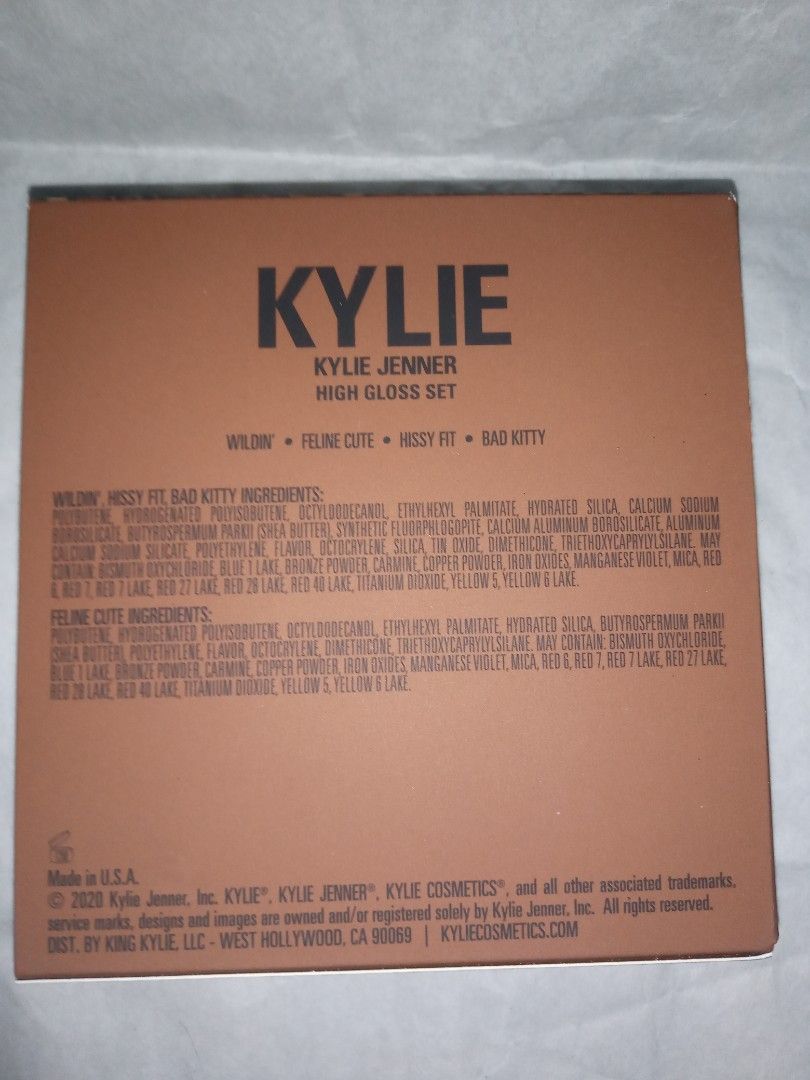 KYLIE
KYLIE JENNER
HIGH GLOSS SET
WILDIN' • FELINE CUTE • HISSY FIT • BAD KITTY
WILDIN', HISSY FIT, BAD KITTY INGREDIENTS:
POLYBUTENE, HYDROGENATED POLYISOBUTENE, OCTYLDODECANOL, ETHYLHEXYL PALMITATE, HYDRATED SILICA, CALCIUM SODIUM
BOROSILICATE, BUTYROSPERMUM PARKII (SHEA BUTTER), SYNTHETIC FLUORPHLOGOPITE, CALCIUM ALUMINUM BOROSILICATE, ALUMINUM
CALCIUM SODIUM SILICATE, POLYETHYLENE, FLAVOR, OCTOCRYLENE, SILICA, TIN OXIDE, DIMETHICONE, TRIETHOXYCAPRYLYLSILANE. MAY
CONTAIN: BISMUTH OXYCHLORIDE, BLUE 1 LAKE, BRONZE POWDER, CARMINE, COPPER POWDER, IRON OXIDES, MANGANESE VIOLET, MICA, RED
6, RED 7, RED 7 LAKE, RED 27 LAKE, RED 28 LAKE, RED 40 LAKE, TITANIUM DIOXIDE, YELLOW 5, YELLOW 6 LAKE.
FELINE CUTE INGREDIENTS:
POLYBUTENE, HYDROGENATED POLYISOBUTENE, OCTYLDODECANOL, ETHYLHEXYL PALMITATE, HYDRATED SILICA, BUTYROSPERMUM PARKII
(SHEA BUTTER), POLYETHYLENE, FLAVOR, OCTOCRYLENE, DIMETHICONE, TRIETHOXYCAPRYLYLSILANE. MAY CONTAIN: BISMUTH OXYCHLORIDE,
BLUE 1 LAKE, BRONZE POWDER, CARMINE, COPPER POWDER, IRON OXIDES, MANGANESE VIOLET, MICA, RED 6, RED 7, RED 7 LAKE, RED 27 LAKE,
RED 28 LAKE, RED 40 LAKE, TITANIUM DIOXIDE, YELLOW 5, YELLOW 6 LAKE.
Made in U.S.A.
© 2020 Kylie Jenner, Inc. KYLIE®, KYLIE JENNER®, KYLIE COSMETICS®, and all other associated trademarks,
service marks, designs and images are owned and/or registered solely by Kylie Jenner, Inc. All rights reserved.
DIST. BY KING KYLIE, LLC - WEST HOLLYWOOD, CA 90069 | KYLIECOSMETICS.COM